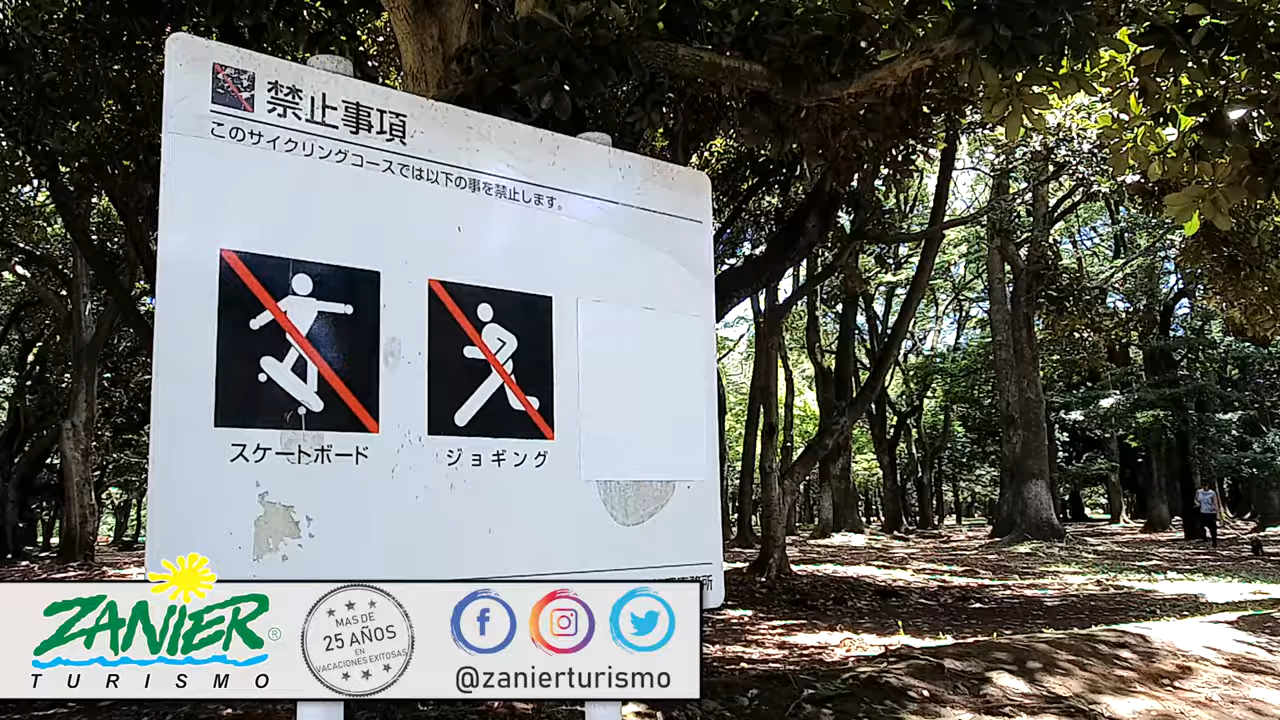 禁止事項
このサイクリングコースでは以下の事を禁止します。
スケートボード
ジョギング
ZANIER®
TURISMO
MAS DE
25 AÑOS
EN
VACACIONES EXITOSAS
@zanierturismo